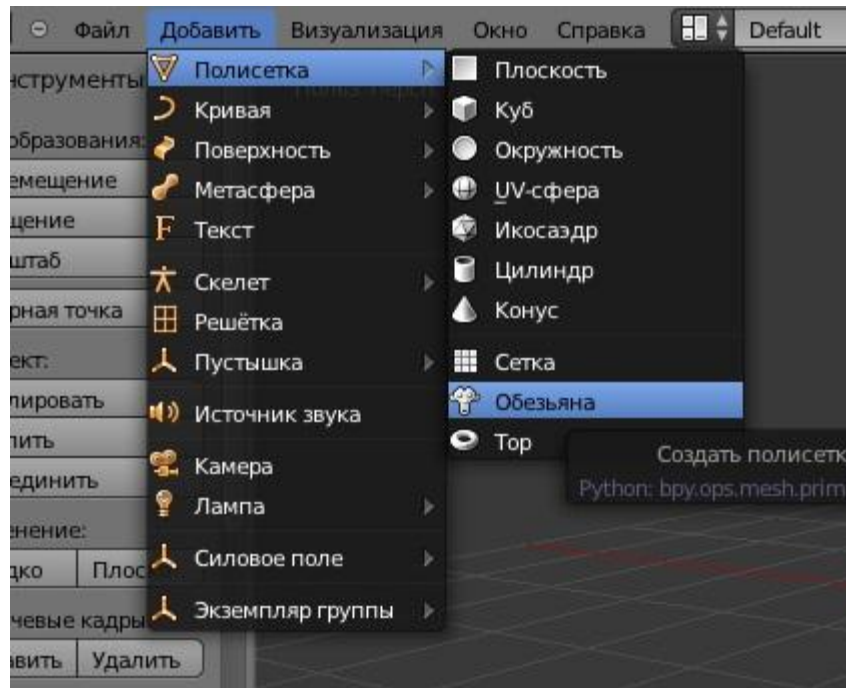 Файл Добавить Визуализация Окно Справка Default
Инструменты
Полисетка
Кривая
Поверхность
Метасфера
Текст
Скелет
Решётка
Пустышка
Источник звука
Камера
Лампа
Силовое поле
Экземпляр группы
Плоскость
Куб
Окружность
UV-сфера
Икосаэдр
Цилиндр
Конус
Сетка
Обезьяна
Тор
Создать полисетк
Python: bpy.ops.mesh.prim
образования:
емещение
щение
штаб
рная точка
ект:
лировать
лить
единить
енение:
дко Плос
чевые кадры
авить Удалить